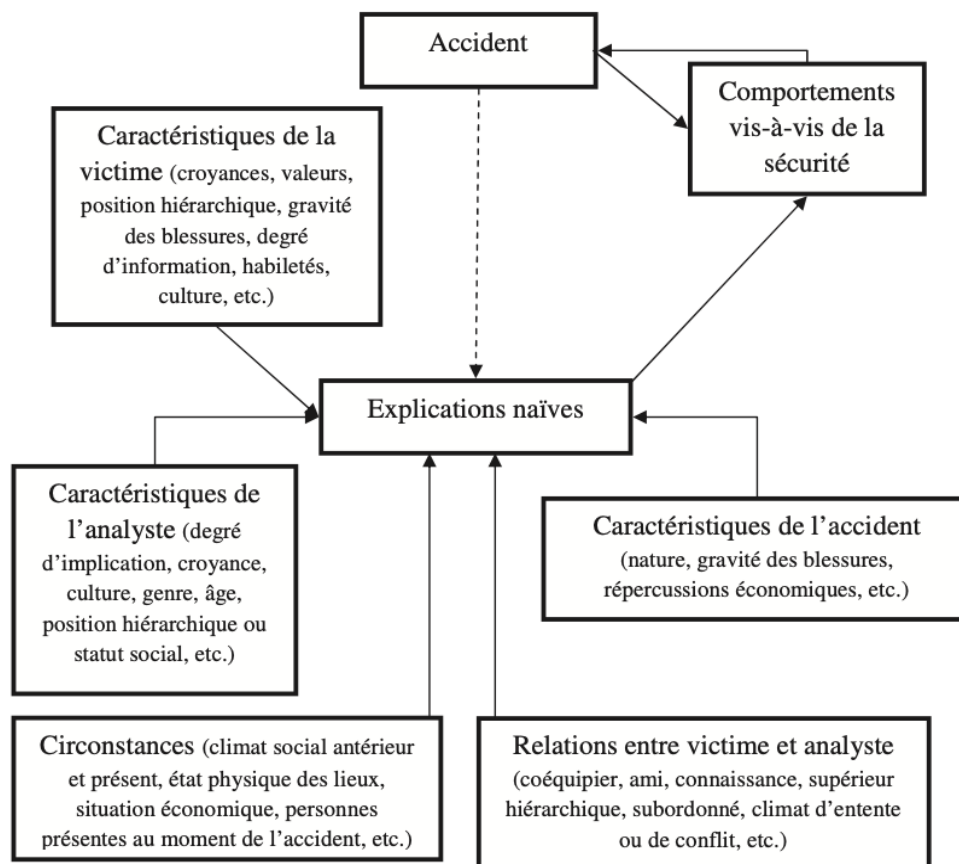 Accident
Comportements
vis-à-vis de la
sécurité
Caractéristiques de la
victime (croyances, valeurs,
position hiérarchique, gravité
des blessures, degré
d’information, habiletés,
culture, etc.)
Explications naïves
Caractéristiques de
l’analyste (degré
d’implication, croyance,
culture, genre, âge,
position hiérarchique ou
statut social, etc.)
Caractéristiques de l’accident
(nature, gravité des blessures,
répercussions économiques, etc.)
Circonstances (climat social antérieur
et présent, état physique des lieux,
situation économique, personnes
présentes au moment de l’accident, etc.)
Relations entre victime et analyste
(coéquipier, ami, connaissance, supérieur
hiérarchique, subordonné, climat d’entente
ou de conflit, etc.)